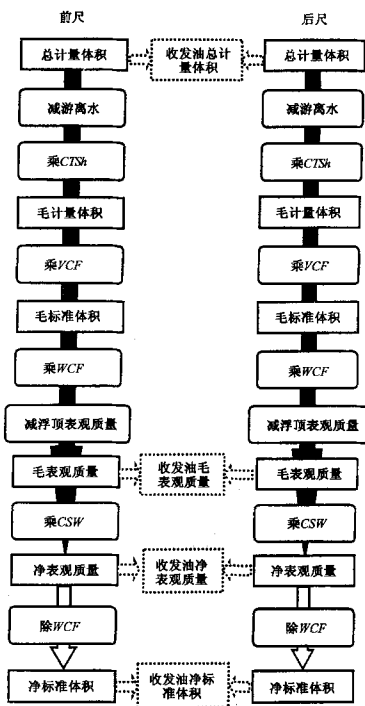 前尺
后尺
总计量体积
收发油总计
量体积
总计量体积
减游离水
减游离水
乘CTSh
乘CTSh
毛计量体积
毛计量体积
乘VCF
乘VCF
毛标准体积
毛标准体积
乘WCF
乘WCF
减浮顶表观质量
减浮顶表观质量
毛表观质量
收发油毛
表观质量
毛表观质量
乘CSW
乘CSW
净表观质量
收发油净
表观质量
净表观质量
除WCF
除WCF
净标准体积
收发油净标
准体积
净标准体积